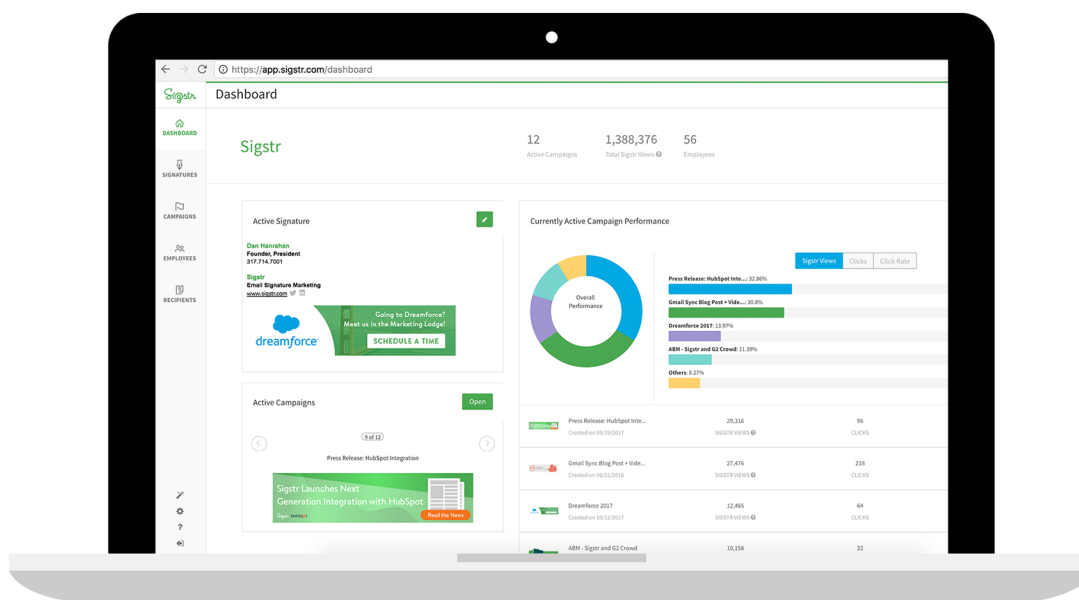 https://app.sigstr.com/dashboard
Sigstr
Dashboard
DASHBOARD
SIGNATURES
CAMPAIGNS
EMPLOYEES
RECIPIENTS
?
Sigstr
12
Active Campaigns
1,388,376
Total Sigstr Views ?
56
Employees
Active Signature
Dan Hanrahan
Founder, President
317.714.7001
Sigstr
Email Signature Marketing
www.sigstr.com
dreamforce
Going to Dreamforce?
Meet us in the Marketing Lodge!
SCHEDULE A TIME
Active Campaigns
Open
9 of 12
Press Release: HubSpot Integration
Sigstr Launches Next
Generation Integration with HubSpot
Sigstr HubSpot
Read the News
Currently Active Campaign Performance
Overall
Performance
Sigstr Views
Clicks
Click Rate
Press Release: HubSpot Inte...: 32.86%
Gmail Sync Blog Post + Vide...: 30.8%
Dreamforce 2017: 13.97%
ABM - Sigstr and G2 Crowd: 11.39%
Others: 8.27%
Press Release: HubSpot Inte...
Created on 09/19/2017
29,316
SIGSTR VIEWS ?
96
CLICKS
Gmail Sync Blog Post + Vide...
Created on 06/21/2016
27,476
SIGSTR VIEWS ?
218
CLICKS
Dreamforce 2017
Created on 10/12/2017
12,465
SIGSTR VIEWS ?
64
CLICKS
ABM - Sigstr and G2 Crowd
10,158
22